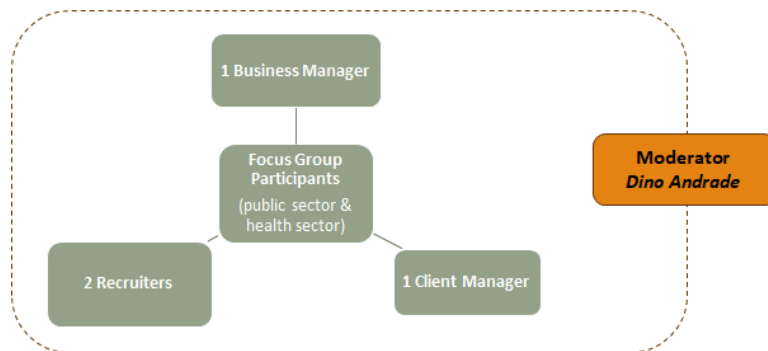 1 Business Manager
Focus Group
Participants
(public sector &
health sector)
Moderator
Dino Andrade
2 Recruiters
1 Client Manager